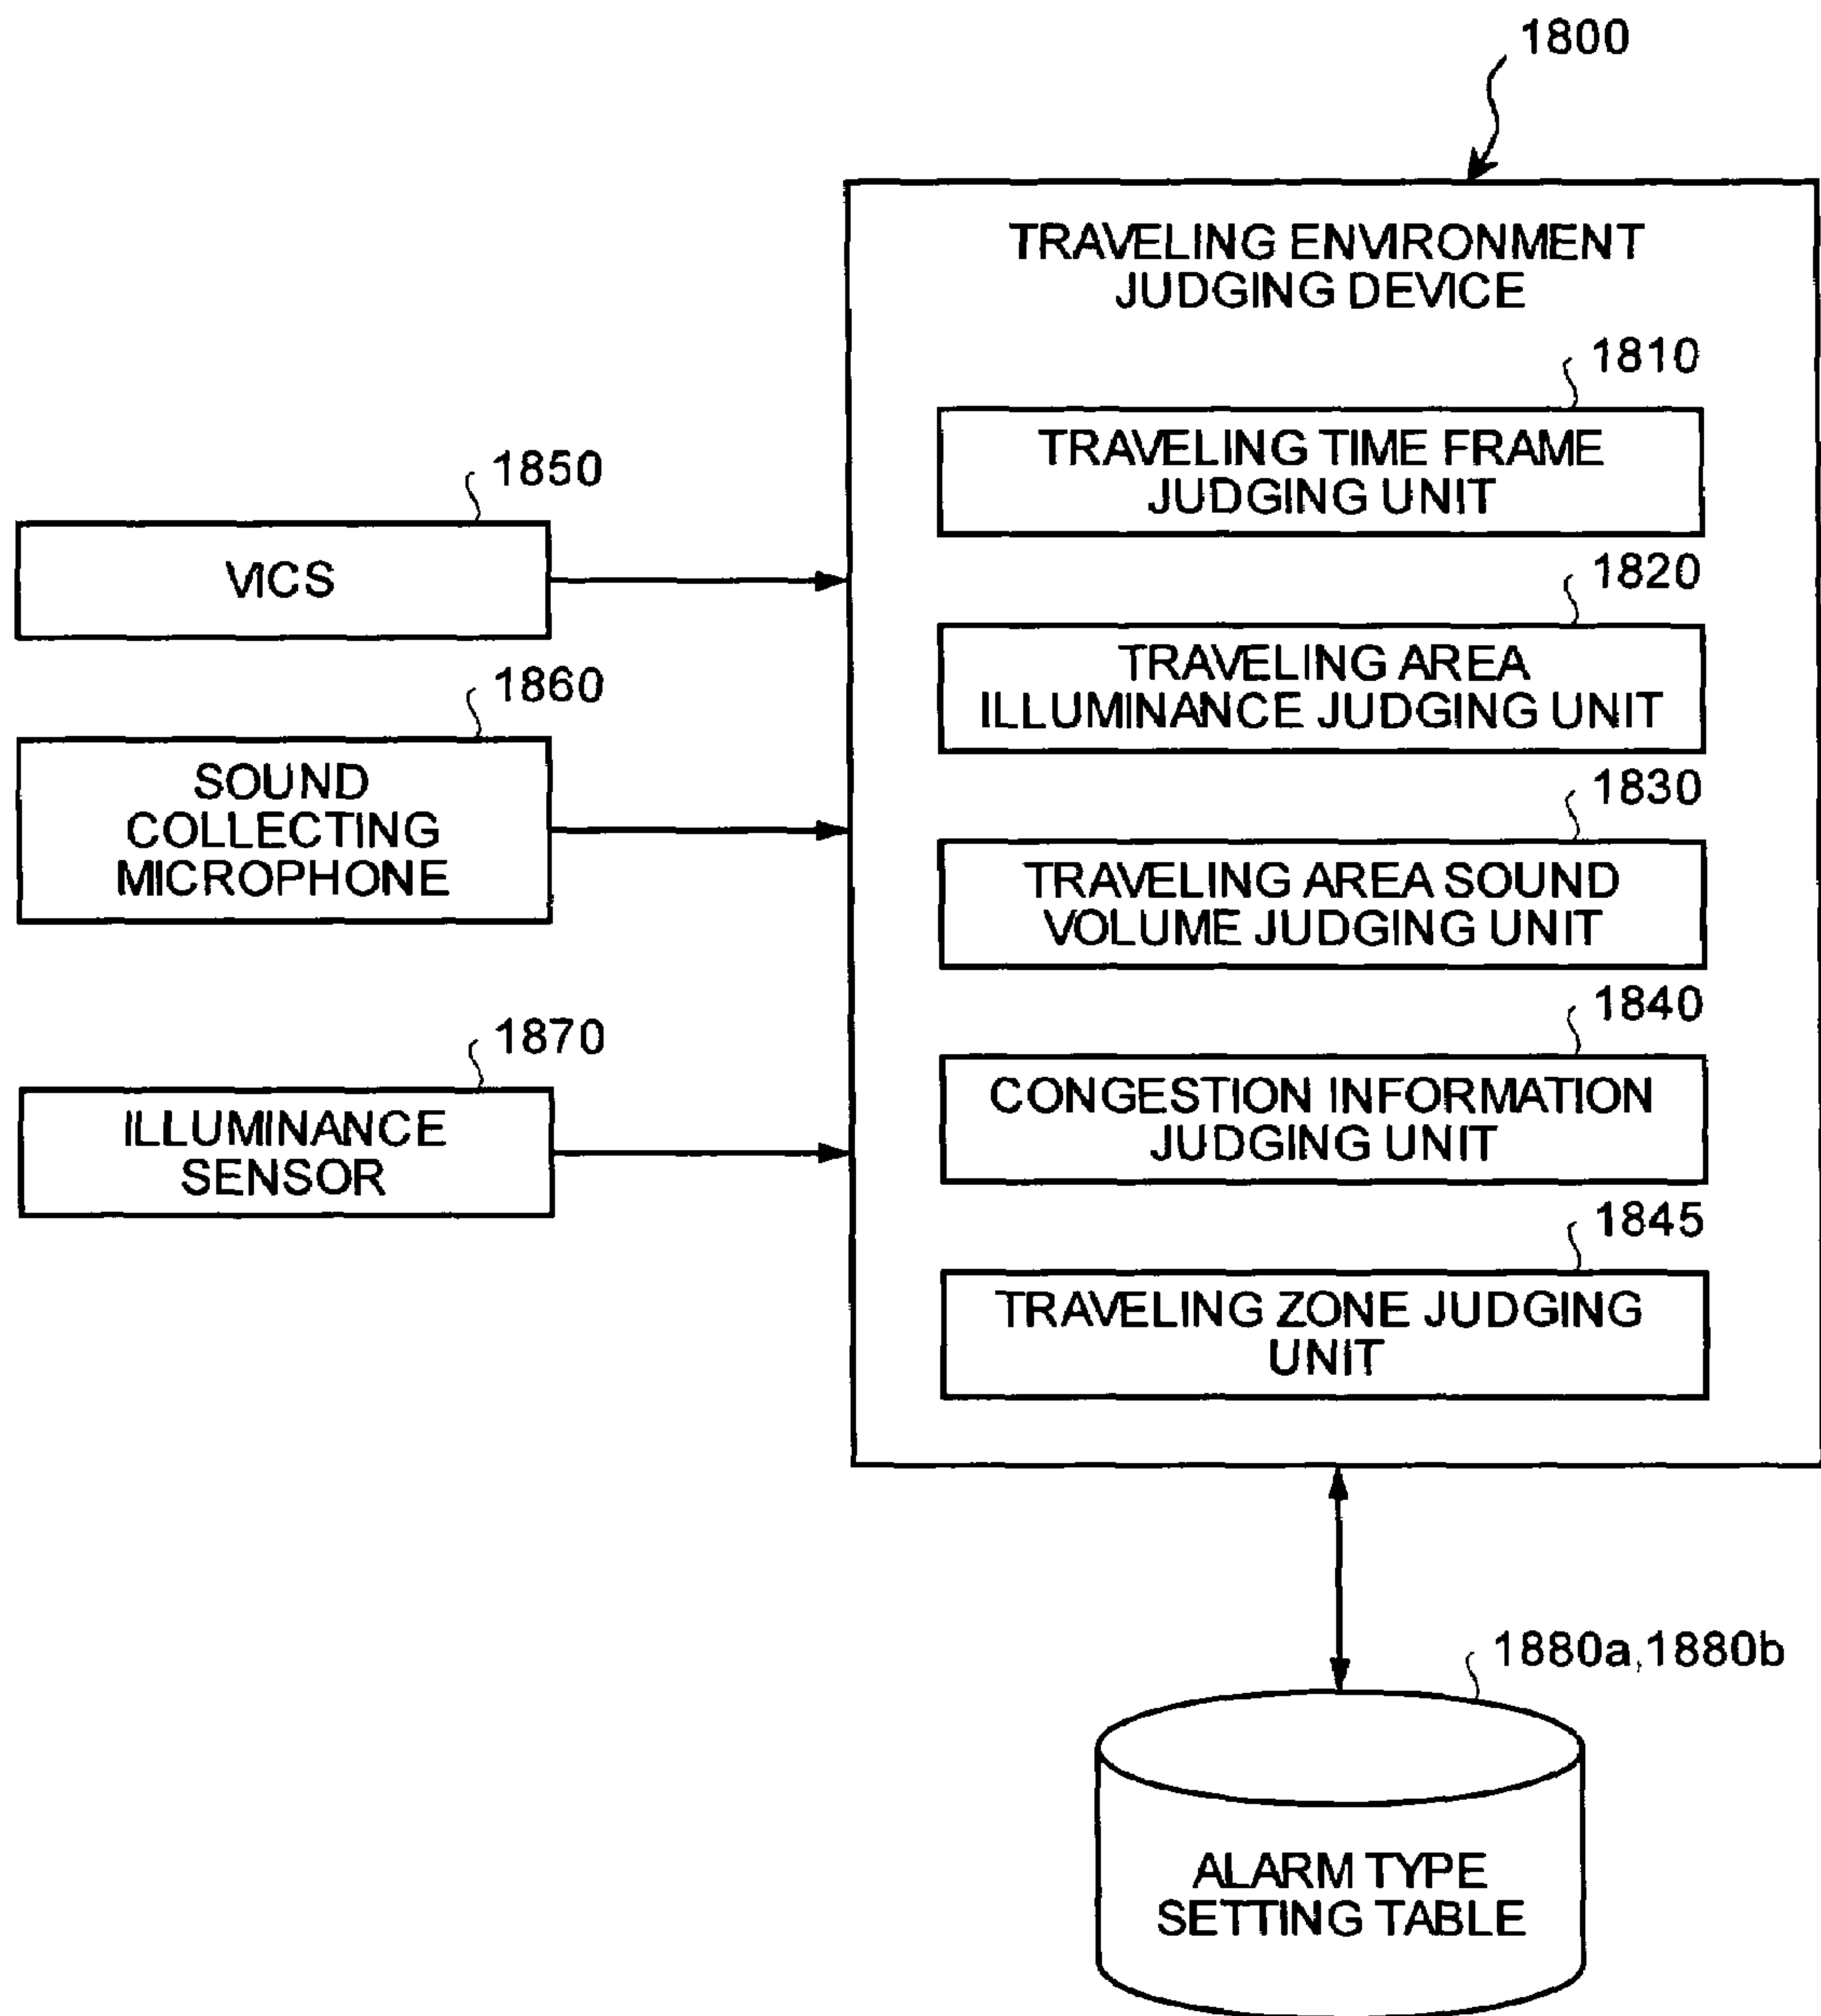 1800
TRAVELING ENVIRONMENT
JUDGING DEVICE
1810
TRAVELING TIME FRAME
JUDGING UNIT
1850
VICS
1820
TRAVELING AREA
ILLUMINANCE JUDGING UNIT
1860
SOUND
COLLECTING
MICROPHONE
1830
TRAVELING AREA SOUND
VOLUME JUDGING UNIT
1840
CONGESTION INFORMATION
JUDGING UNIT
1870
ILLUMINANCE
SENSOR
1845
TRAVELING ZONE JUDGING
UNIT
1880a,1880b
ALARM TYPE
SETTING TABLE